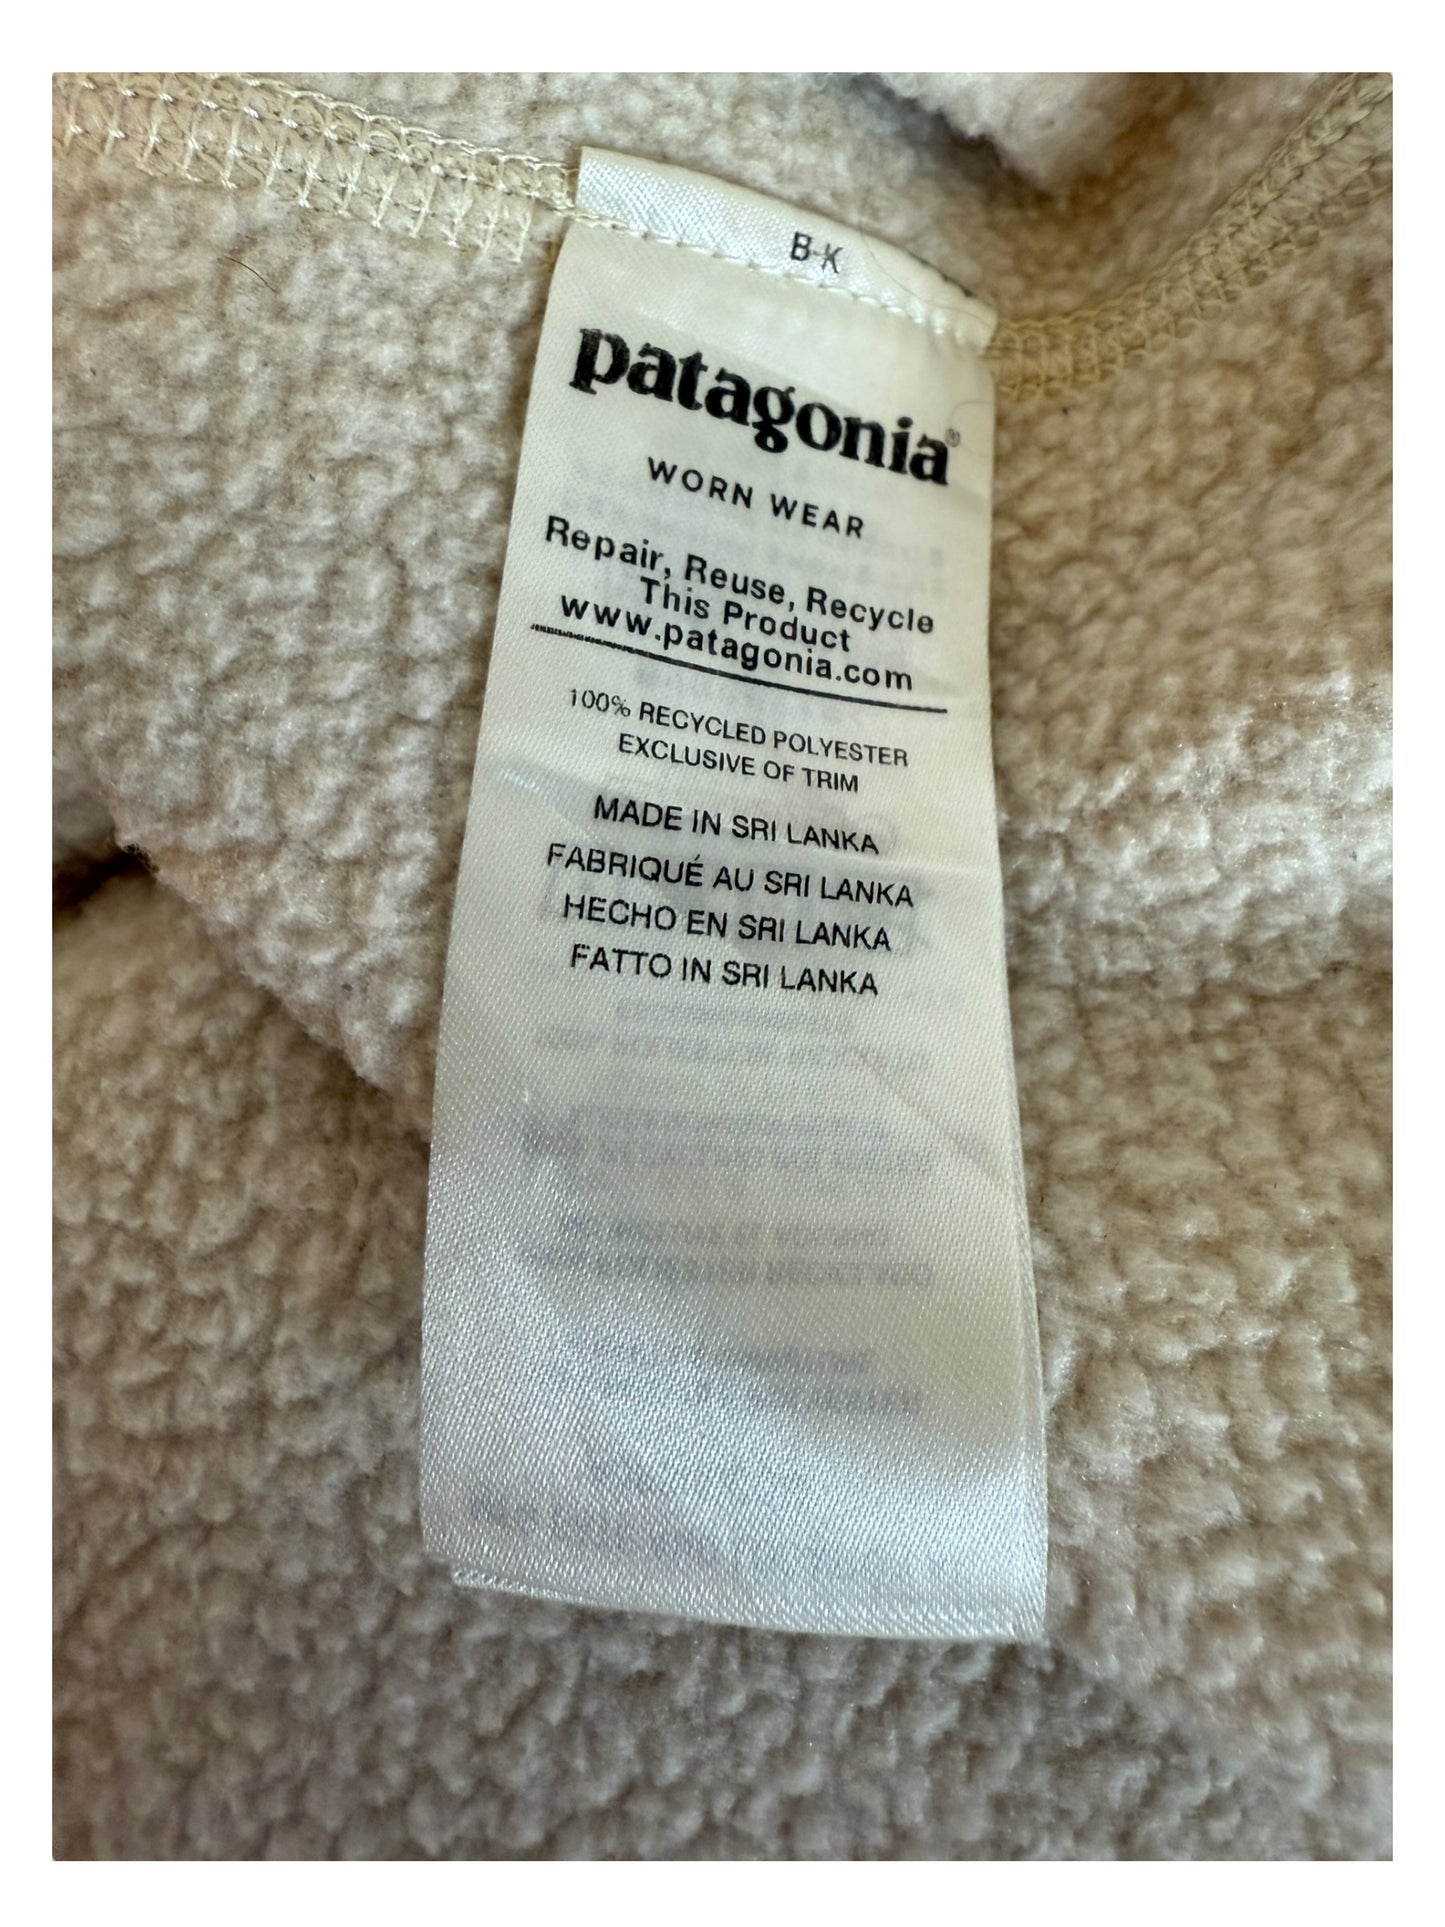 B-K
patagonia®
WORN WEAR
Repair, Reuse, Recycle
This Product
www.patagonia.com
100% RECYCLED POLYESTER
EXCLUSIVE OF TRIM
MADE IN SRI LANKA
FABRIQUÉ AU SRI LANKA
HECHO EN SRI LANKA
FATTO IN SRI LANKA